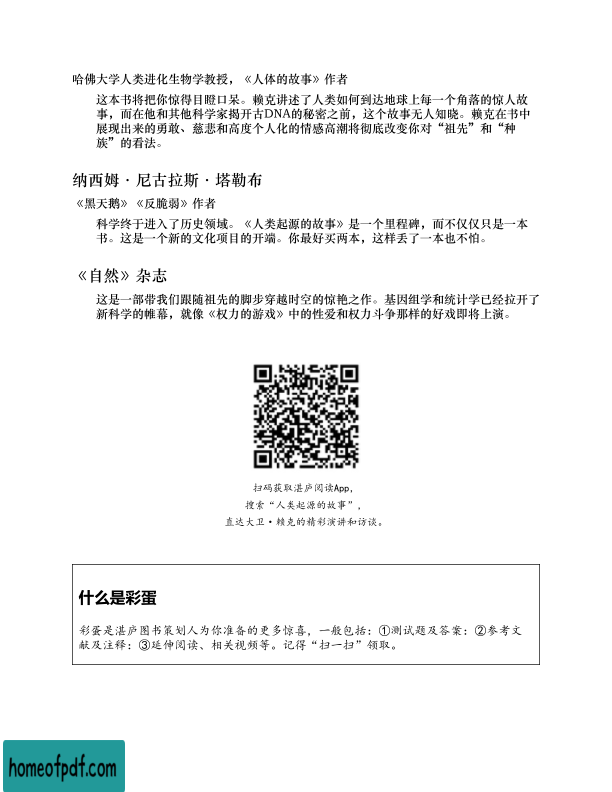 哈佛大学人类进化生物学教授，《人体的故事》作者
这本书将把你惊得目瞪口呆。赖克讲述了人类如何到达地球上每一个角落的惊人故
事，而在他和其他科学家揭开古DNA的秘密之前，这个故事无人知晓。赖克在书中
展现出来的勇敢、慈悲和高度个人化的情感高潮将彻底改变你对“祖先”和“种
族”的看法。
纳西姆·尼古拉斯·塔勒布
《黑天鹅》《反脆弱》作者
科学终于进入了历史领域。《人类起源的故事》是一个里程碑，而不仅仅只是一本
书。这是一个新的文化项目的开端。你最好买两本，这样丢了一本也不怕。
《自然》杂志
这是一部带我们跟随祖先的脚步穿越时空的惊艳之作。基因组学和统计学已经拉开了
新科学的帷幕，就像《权力的游戏》中的性爱和权力斗争那样的好戏即将上演。
扫码获取湛庐阅读App，
搜索“人类起源的故事”，
直达大卫·赖克的精彩演讲和访谈。
什么是彩蛋
彩蛋是湛庐图书策划人为你准备的更多惊喜，一般包括：①测试题及答案；②参考文
献及注释；③延伸阅读、相关视频等。记得“扫一扫”领取。
homeofpdf.com